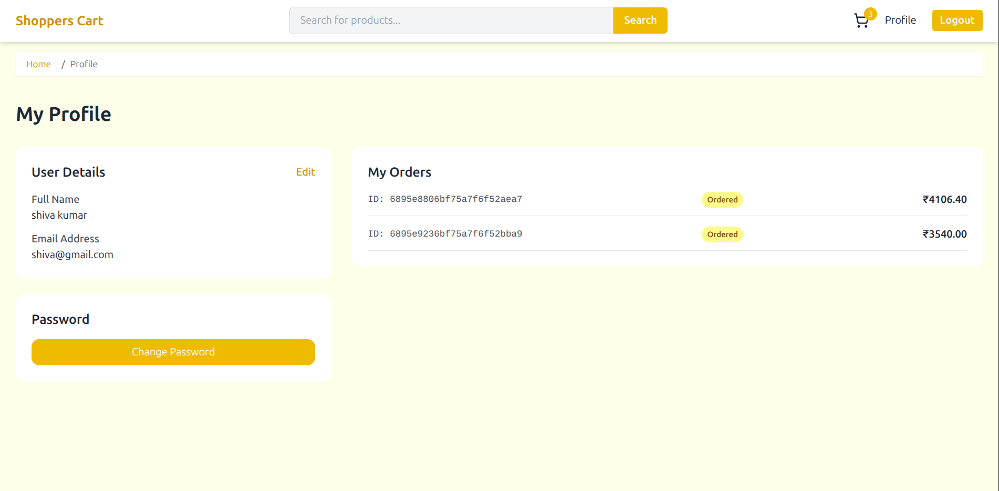 Shoppers Cart
Search for products...
Search
3
Profile
Logout
Home / Profile
My Profile
User Details
Edit
Full Name
shiva kumar
Email Address
shiva@gmail.com
Password
Change Password
My Orders
ID: 6895e8806bf75a7f6f52aea7 Ordered ₹4106.40
ID: 6895e9236bf75a7f6f52bba9 Ordered ₹3540.00